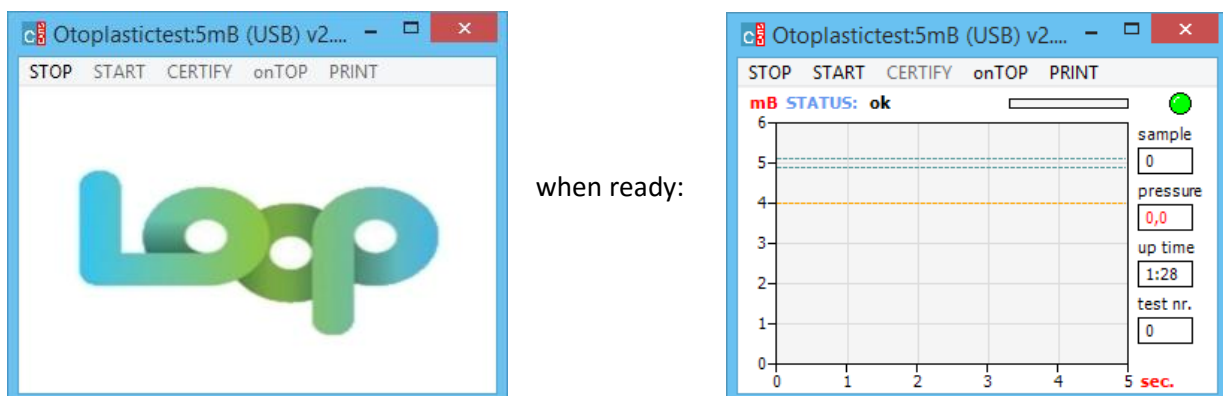 Otoplastictest:5mB (USB) v2....
STOP START CERTIFY onTOP PRINT
Loop
when ready:
Otoplastictest:5mB (USB) v2....
STOP START CERTIFY onTOP PRINT
mB STATUS: ok
6
5
4
3
2
1
0
0 1 2 3 4 5 sec.
sample
0
pressure
0,0
up time
1:28
test nr.
0